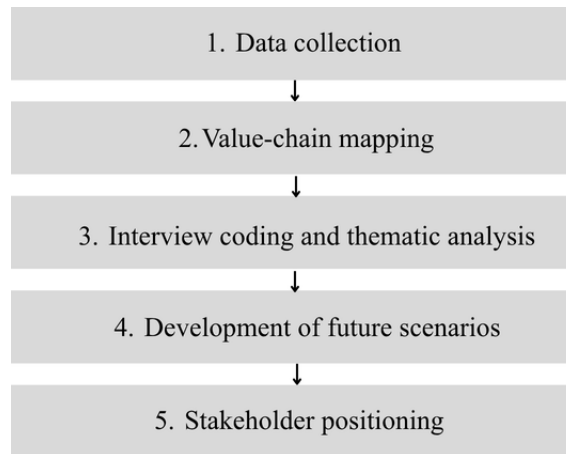 1. Data collection
2. Value-chain mapping
3. Interview coding and thematic analysis
4. Development of future scenarios
5. Stakeholder positioning